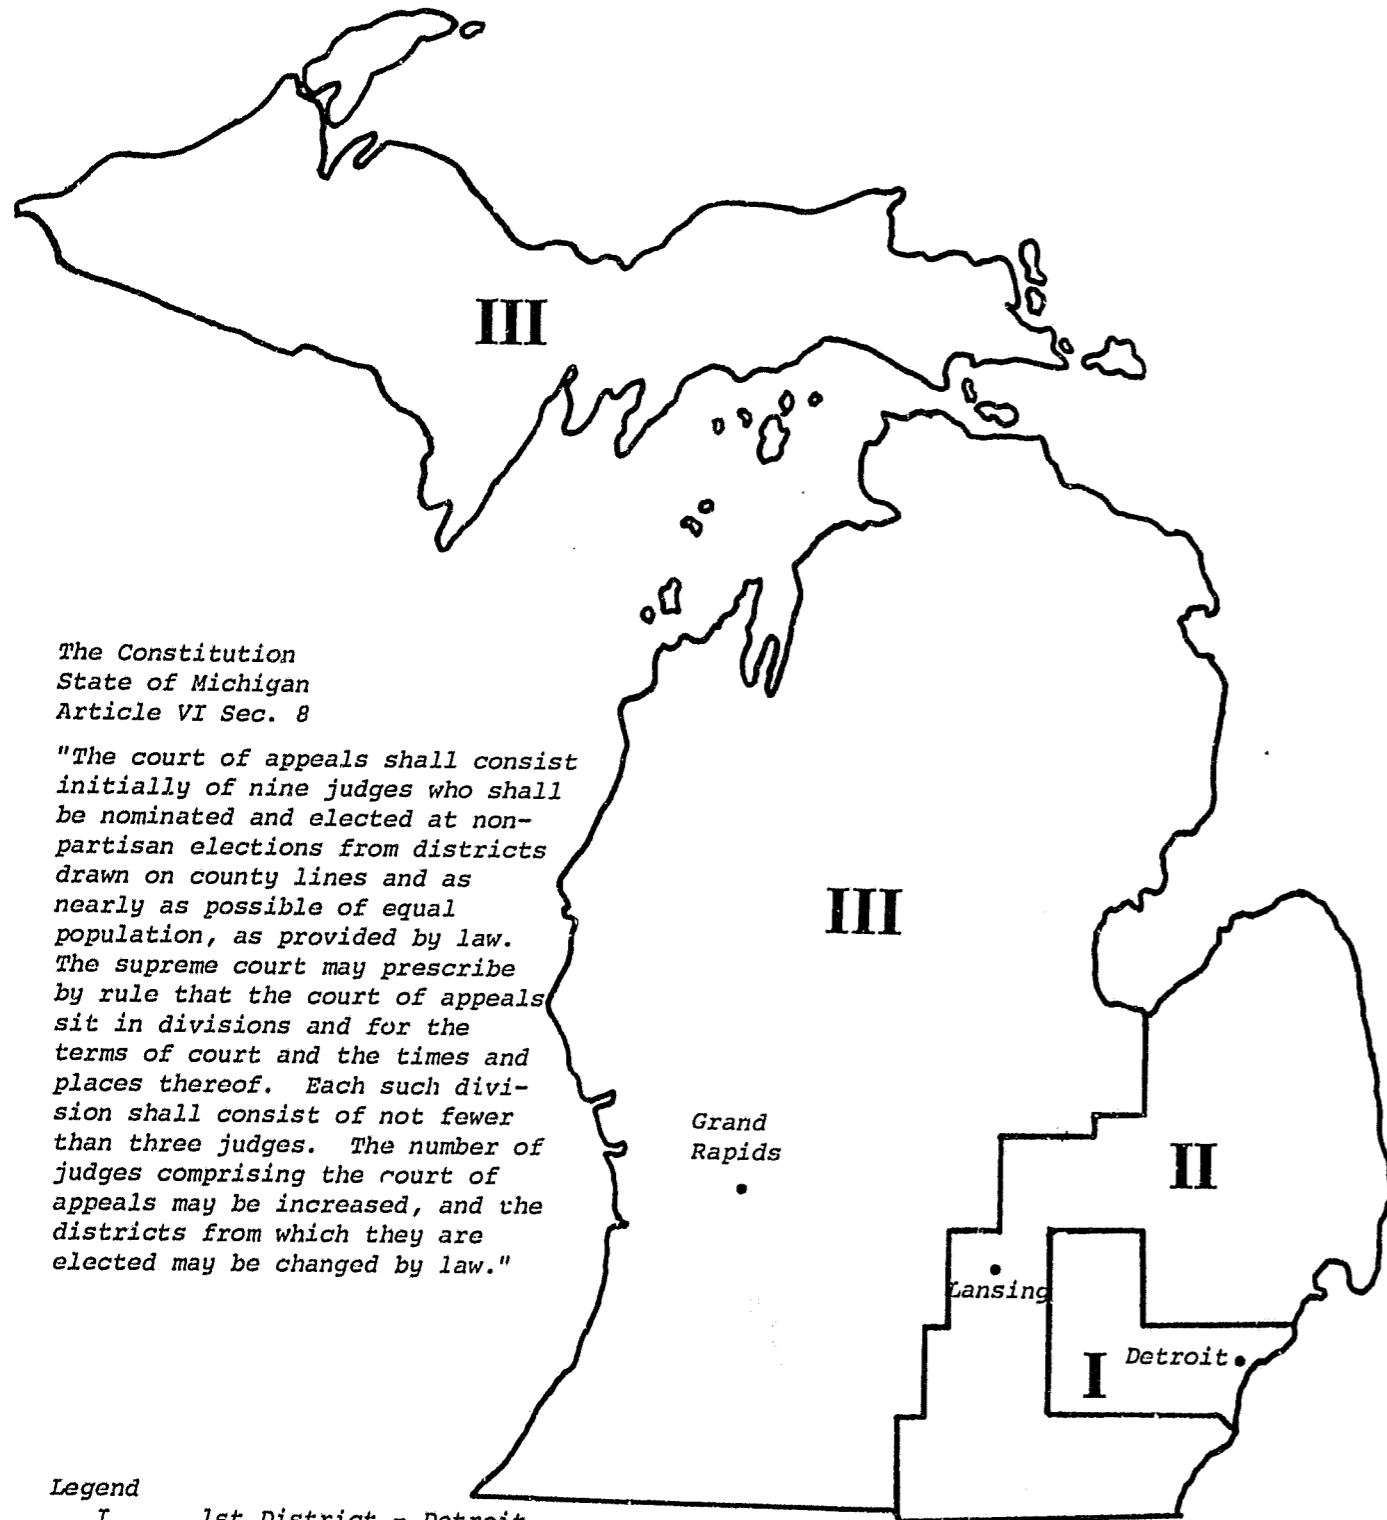 III
The Constitution
State of Michigan
Article VI Sec. 8
"The court of appeals shall consist
initially of nine judges who shall
be nominated and elected at non-
partisan elections from districts
drawn on county lines and as
nearly as possible of equal
population, as provided by law.
The supreme court may prescribe
by rule that the court of appeals
sit in divisions and for the
terms of court and the times and
places thereof. Each such divi-
sion shall consist of not fewer
than three judges. The number of
judges comprising the court of
appeals may be increased, and the
districts from which they are
elected may be changed by law."
III
Grand
Rapids
II
Lansing
I
Detroit
Legend
I 1st District - Detroit